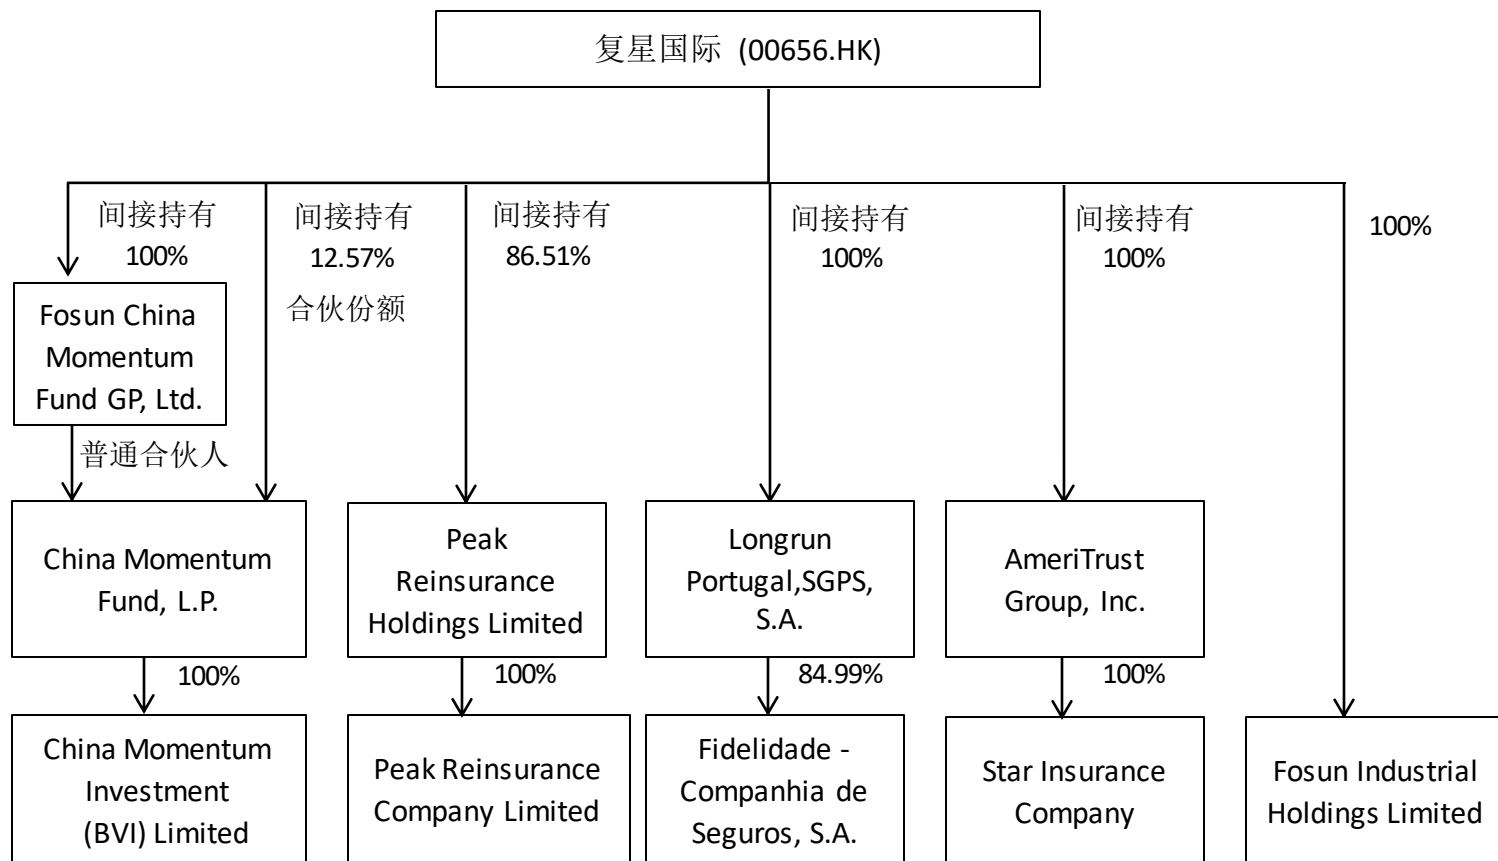 复星国际 (00656.HK)
间接持有
100%
间接持有
12.57%
合伙份额
间接持有
86.51%
间接持有
100%
间接持有
100%
100%
Fosun China
Momentum
Fund GP, Ltd.
普通合伙人
China Momentum
Fund, L.P.
Peak
Reinsurance
Holdings Limited
Longrun
Portugal,SGPS,
S.A.
AmeriTrust
Group, Inc.
100%
100%
84.99%
100%
China Momentum
Investment
(BVI) Limited
Peak Reinsurance
Company Limited
Fidelidade -
Companhia de
Seguros, S.A.
Star Insurance
Company
Fosun Industrial
Holdings Limited